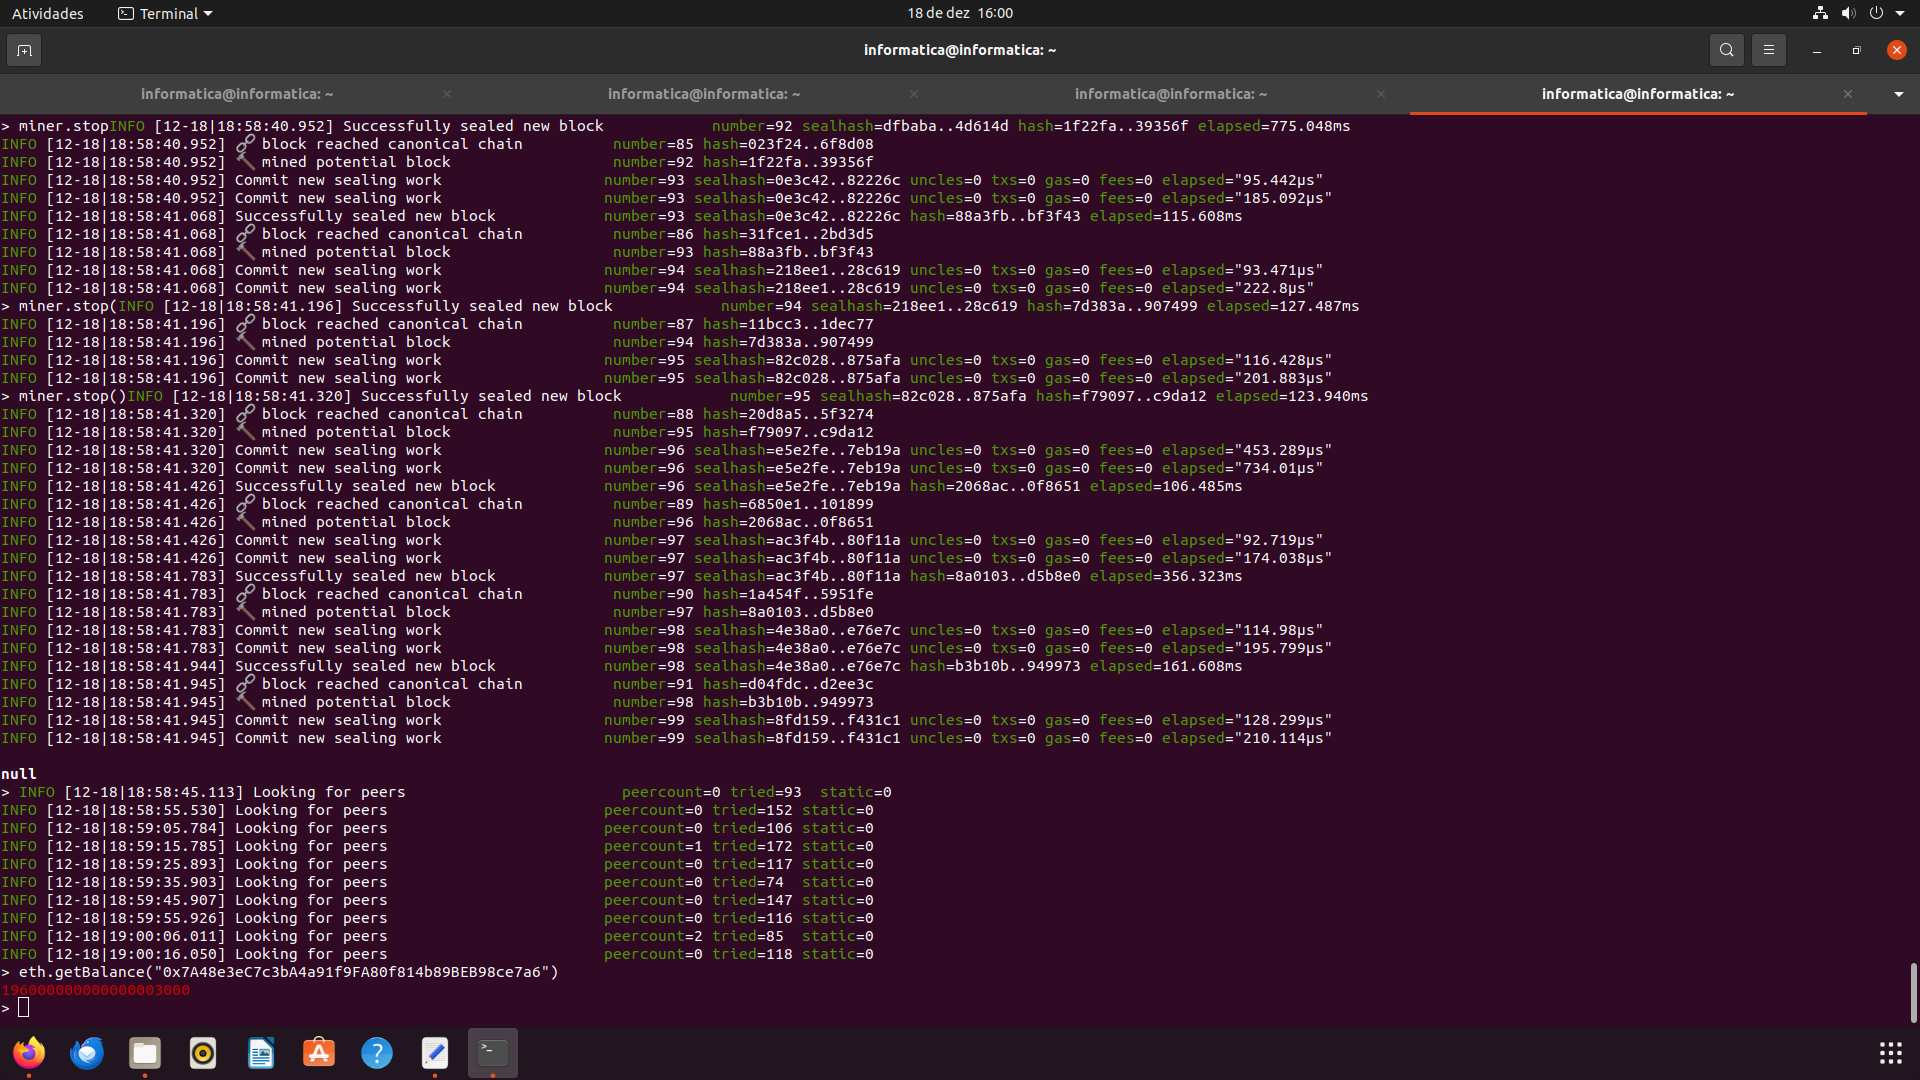 Atividades
Terminal
18 de dez 16:00
informatica@informatica: ~
informatica@informatica: ~ × informatica@informatica: ~ × informatica@informatica: ~ × informatica@informatica: ~ ×
> miner.stopINFO [12-18|18:58:40.952] Successfully sealed new block number=92 sealhash=dfbaba..4d614d hash=1f22fa..39356f elapsed=775.048ms
INFO [12-18|18:58:40.952] 🔗 block reached canonical chain number=85 hash=023f24..6f8d08
INFO [12-18|18:58:40.952] 🔨 mined potential block number=92 hash=1f22fa..39356f
INFO [12-18|18:58:40.952] Commit new sealing work number=93 sealhash=0e3c42..82226c uncles=0 txs=0 gas=0 fees=0 elapsed="95.442µs"
INFO [12-18|18:58:40.952] Commit new sealing work number=93 sealhash=0e3c42..82226c uncles=0 txs=0 gas=0 fees=0 elapsed="185.092µs"
INFO [12-18|18:58:41.068] Successfully sealed new block number=93 sealhash=0e3c42..82226c hash=88a3fb..bf3f43 elapsed=115.608ms
INFO [12-18|18:58:41.068] 🔗 block reached canonical chain number=86 hash=31fce1..2bd3d5
INFO [12-18|18:58:41.068] 🔨 mined potential block number=93 hash=88a3fb..bf3f43
INFO [12-18|18:58:41.068] Commit new sealing work number=94 sealhash=218ee1..28c619 uncles=0 txs=0 gas=0 fees=0 elapsed="93.471µs"
INFO [12-18|18:58:41.068] Commit new sealing work number=94 sealhash=218ee1..28c619 uncles=0 txs=0 gas=0 fees=0 elapsed="222.8µs"
> miner.stop(INFO [12-18|18:58:41.196] Successfully sealed new block number=94 sealhash=218ee1..28c619 hash=7d383a..907499 elapsed=127.487ms
INFO [12-18|18:58:41.196] 🔗 block reached canonical chain number=87 hash=11bcc3..1dec77
INFO [12-18|18:58:41.196] 🔨 mined potential block number=94 hash=7d383a..907499
INFO [12-18|18:58:41.196] Commit new sealing work number=95 sealhash=82c028..875afa uncles=0 txs=0 gas=0 fees=0 elapsed="116.428µs"
INFO [12-18|18:58:41.196] Commit new sealing work number=95 sealhash=82c028..875afa uncles=0 txs=0 gas=0 fees=0 elapsed="201.883µs"
> miner.stop()INFO [12-18|18:58:41.320] Successfully sealed new block number=95 sealhash=82c028..875afa hash=f79097..c9da12 elapsed=123.940ms
INFO [12-18|18:58:41.320] 🔗 block reached canonical chain number=88 hash=20d8a5..5f3274
INFO [12-18|18:58:41.320] 🔨 mined potential block number=95 hash=f79097..c9da12
INFO [12-18|18:58:41.320] Commit new sealing work number=96 sealhash=e5e2fe..7eb19a uncles=0 txs=0 gas=0 fees=0 elapsed="453.289µs"
INFO [12-18|18:58:41.320] Commit new sealing work number=96 sealhash=e5e2fe..7eb19a uncles=0 txs=0 gas=0 fees=0 elapsed="734.01µs"
INFO [12-18|18:58:41.426] Successfully sealed new block number=96 sealhash=e5e2fe..7eb19a hash=2068ac..0f8651 elapsed=106.485ms
INFO [12-18|18:58:41.426] 🔗 block reached canonical chain number=89 hash=6850e1..101899
INFO [12-18|18:58:41.426] 🔨 mined potential block number=96 hash=2068ac..0f8651
INFO [12-18|18:58:41.426] Commit new sealing work number=97 sealhash=ac3f4b..80f11a uncles=0 txs=0 gas=0 fees=0 elapsed="92.719µs"
INFO [12-18|18:58:41.426] Commit new sealing work number=97 sealhash=ac3f4b..80f11a uncles=0 txs=0 gas=0 fees=0 elapsed="174.038µs"
INFO [12-18|18:58:41.783] Successfully sealed new block number=97 sealhash=ac3f4b..80f11a hash=8a0103..d5b8e0 elapsed=356.323ms
INFO [12-18|18:58:41.783] 🔗 block reached canonical chain number=90 hash=1a454f..5951fe
INFO [12-18|18:58:41.783] 🔨 mined potential block number=97 hash=8a0103..d5b8e0
INFO [12-18|18:58:41.783] Commit new sealing work number=98 sealhash=4e38a0..e76e7c uncles=0 txs=0 gas=0 fees=0 elapsed="114.98µs"
INFO [12-18|18:58:41.783] Commit new sealing work number=98 sealhash=4e38a0..e76e7c uncles=0 txs=0 gas=0 fees=0 elapsed="195.799µs"
INFO [12-18|18:58:41.944] Successfully sealed new block number=98 sealhash=4e38a0..e76e7c hash=b3b10b..949973 elapsed=161.608ms
INFO [12-18|18:58:41.945] 🔗 block reached canonical chain number=91 hash=d04fdc..d2ee3c
INFO [12-18|18:58:41.945] 🔨 mined potential block number=98 hash=b3b10b..949973
INFO [12-18|18:58:41.945] Commit new sealing work number=99 sealhash=8fd159..f431c1 uncles=0 txs=0 gas=0 fees=0 elapsed="128.299µs"
INFO [12-18|18:58:41.945] Commit new sealing work number=99 sealhash=8fd159..f431c1 uncles=0 txs=0 gas=0 fees=0 elapsed="210.114µs"
null
> INFO [12-18|18:58:45.113] Looking for peers peercount=0 tried=93 static=0
INFO [12-18|18:58:55.530] Looking for peers peercount=0 tried=152 static=0
INFO [12-18|18:59:05.784] Looking for peers peercount=0 tried=106 static=0
INFO [12-18|18:59:15.785] Looking for peers peercount=1 tried=172 static=0
INFO [12-18|18:59:25.893] Looking for peers peercount=0 tried=117 static=0
INFO [12-18|18:59:35.903] Looking for peers peercount=0 tried=74 static=0
INFO [12-18|18:59:45.907] Looking for peers peercount=0 tried=147 static=0
INFO [12-18|18:59:55.926] Looking for peers peercount=0 tried=116 static=0
INFO [12-18|19:00:06.011] Looking for peers peercount=2 tried=85 static=0
INFO [12-18|19:00:16.050] Looking for peers peercount=0 tried=118 static=0
> eth.getBalance("0x7A48e3eC7c3bA4a91f9FA80f814b89BEB98ce7a6")
196000000000000003000
>